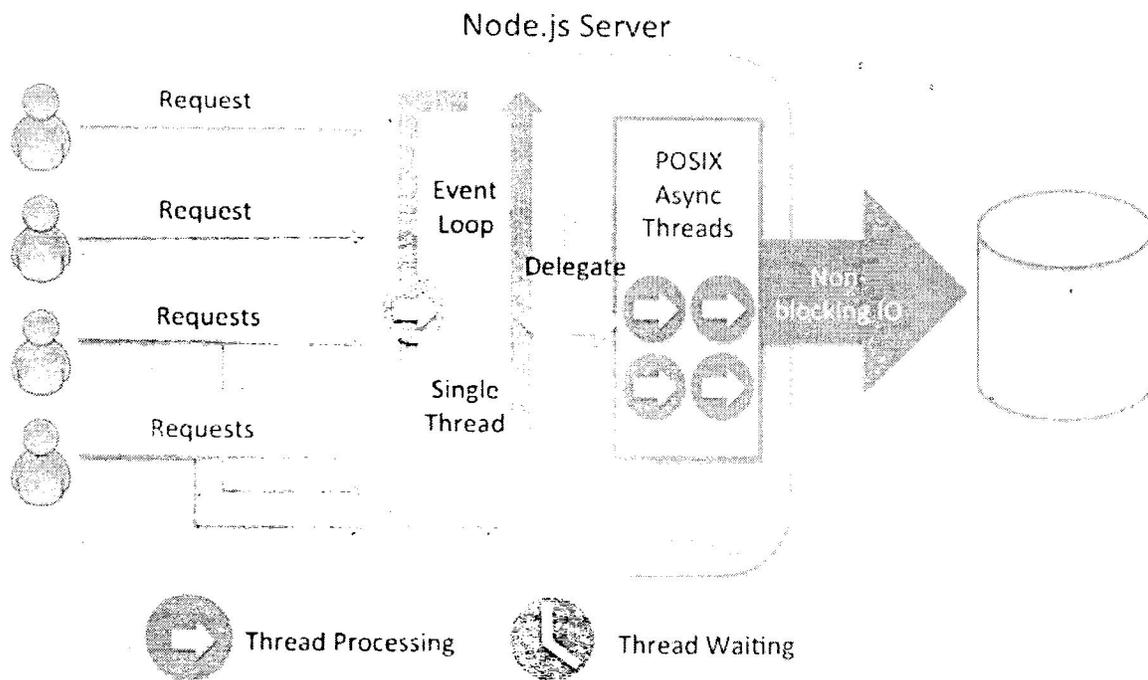 Node.js Server
Request
Request
Requests
Requests
Event
Loop
Single
Thread
Delegate
POSIX
Async
Threads
Non-
blocking IO
Thread Processing
Thread Waiting